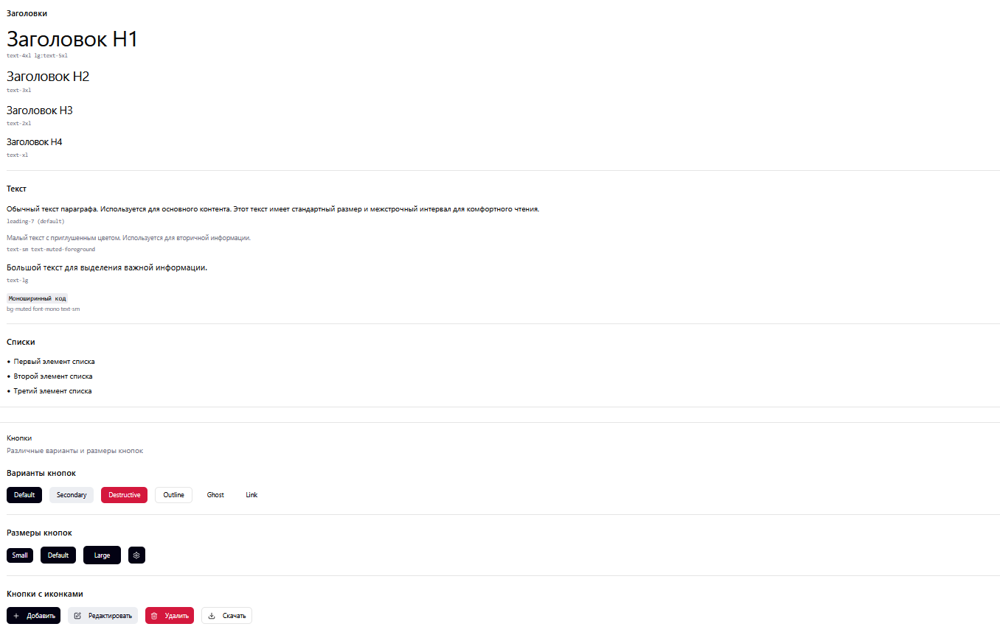 Заголовки
Заголовок H1
text-4xl lg:text-5xl
Заголовок H2
text-3xl
Заголовок H3
text-2xl
Заголовок H4
text-xl
Текст
Обычный текст параграфа. Используется для основного контента. Этот текст имеет стандартный размер и межстрочный интервал для комфортного чтения.
leading-7 (default)
Малый текст с приглушенным цветом. Используется для вторичной информации.
text-sm text-muted-foreground
Большой текст для выделения важной информации.
text-lg
Моноширинный код
bg-muted font-mono text-sm
Списки
• Первый элемент списка
• Второй элемент списка
• Третий элемент списка
Кнопки
Различные варианты и размеры кнопок
Варианты кнопок
Default Secondary Destructive Outline Ghost Link
Размеры кнопок
Small Default Large
Кнопки с иконками
Добавить Редактировать Удалить Скачать